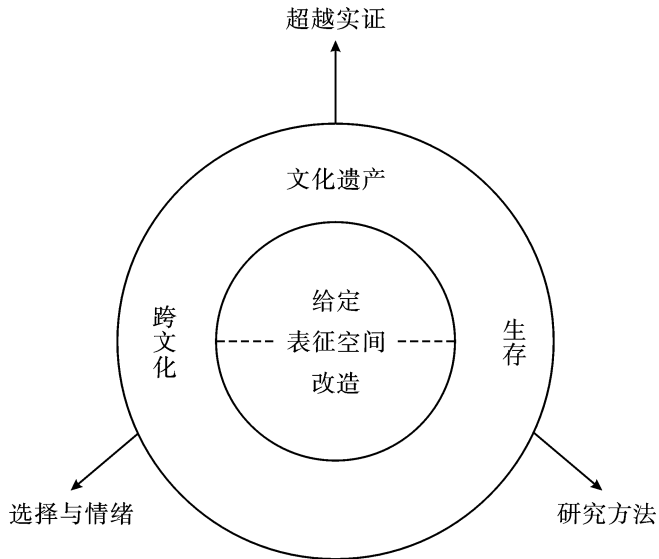 超越实证
文化遗产
给定
跨文化
表征空间
生存
改造
选择与情绪
研究方法